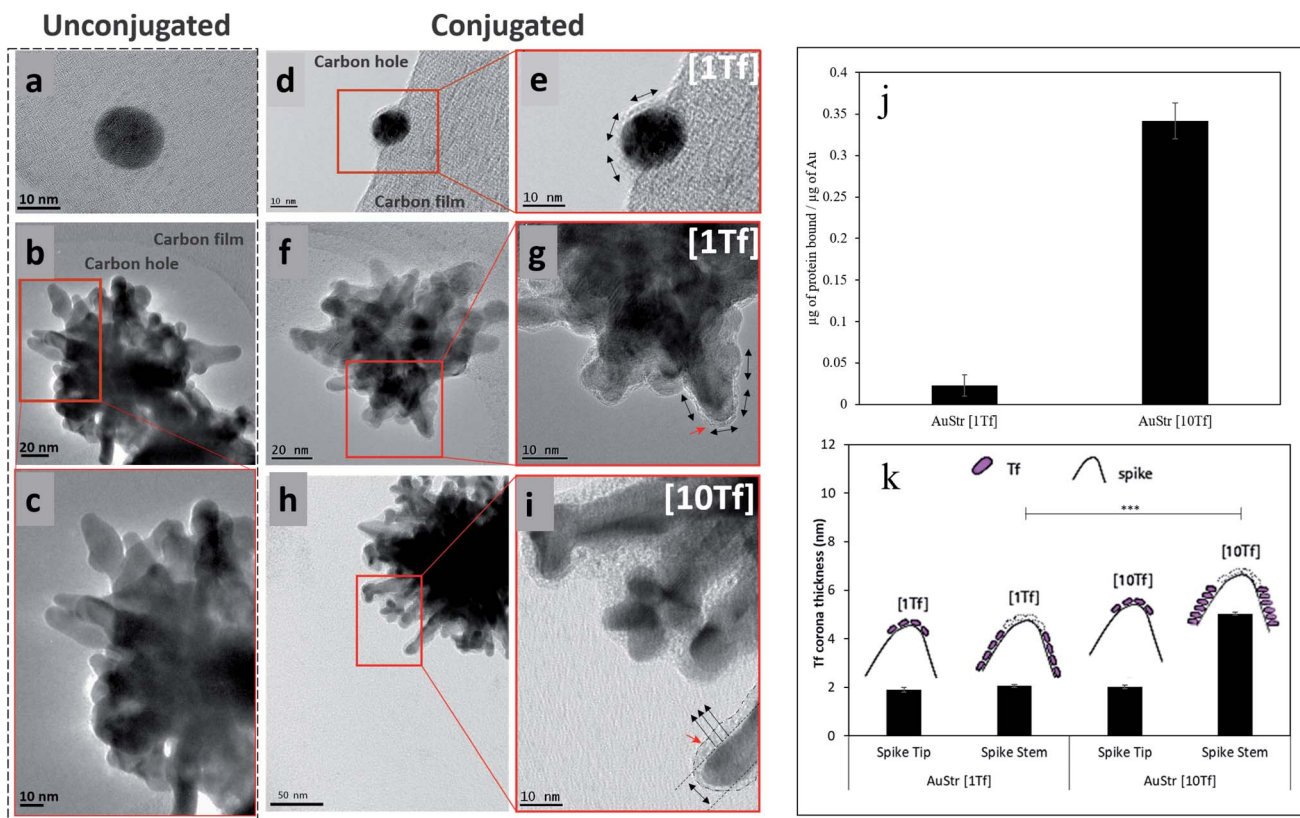 Unconjugated
Conjugated
a
10 nm
Carbon hole
d
Carbon film
10 nm
[1Tf]
e
10 nm
Carbon film
b
Carbon hole
20 nm
f
20 nm
[1Tf]
g
10 nm
c
10 nm
h
50 nm
[10Tf]
i
10 nm
j
0.4
0.35
0.3
0.25
0.2
0.15
0.1
0.05
0
µg of protein bound / µg of Au
AuStr [1Tf]
AuStr [10Tf]
k
12
10
8
6
4
2
0
Tf corona thickness (nm)
Tf
spike
***
[1Tf]
[1Tf]
[10Tf]
[10Tf]
Spike Tip
Spike Stem
Spike Tip
Spike Stem
AuStr [1Tf]
AuStr [10Tf]